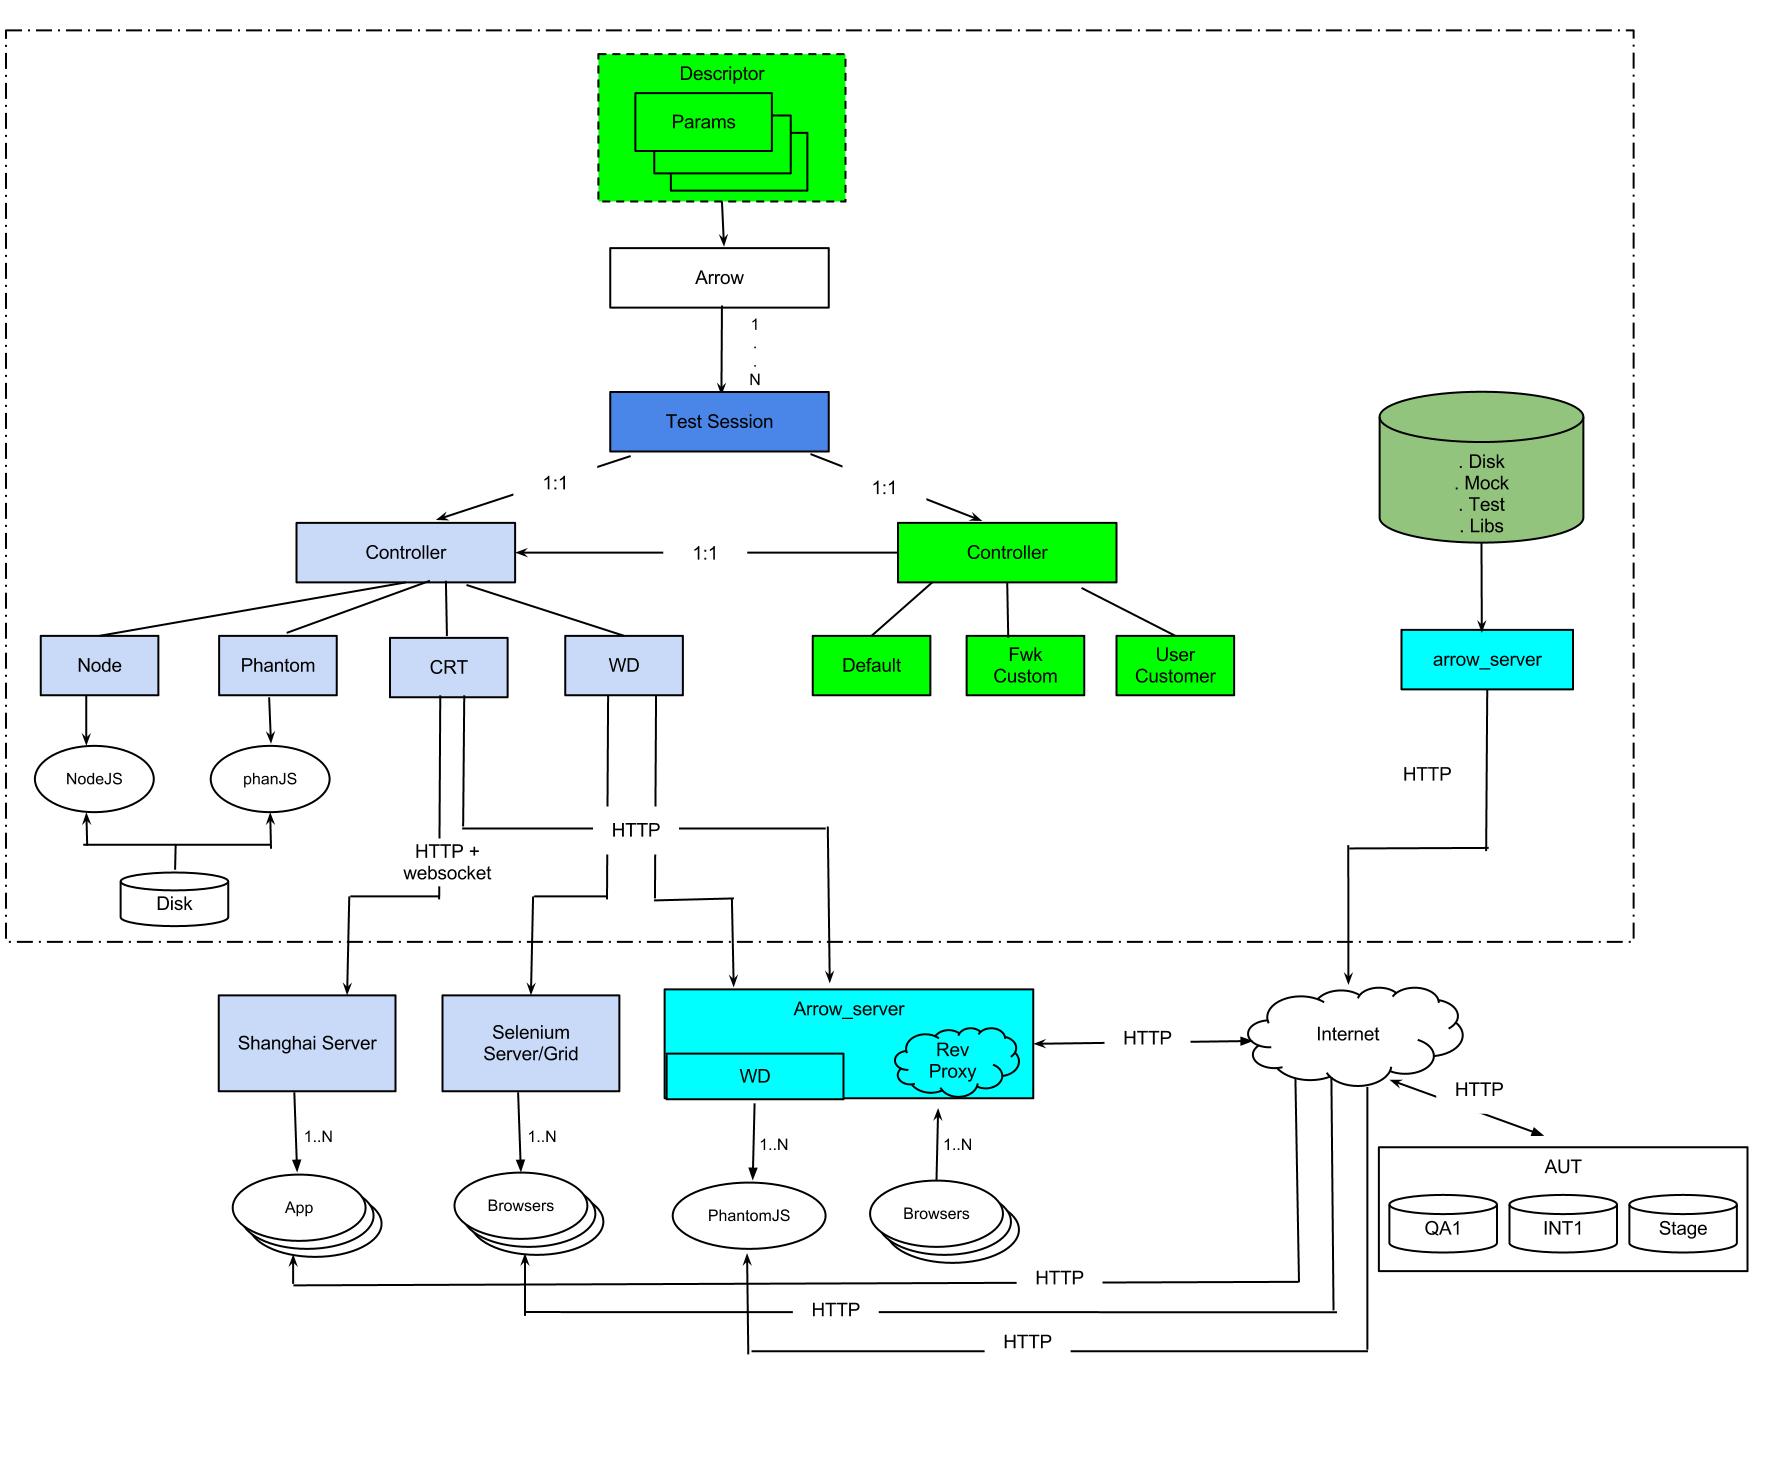 Descriptor
Params
Arrow
1
.
.
N
Test Session
1:1
1:1
. Disk
. Mock
. Test
. Libs
Controller
1:1
Controller
Node
Phantom
CRT
WD
Default
Fwk
Custom
User
Customer
arrow_server
NodeJS
phanJS
HTTP
HTTP
HTTP +
websocket
Disk
Shanghai Server
Selenium
Server/Grid
Arrow_server
WD
Rev
Proxy
HTTP
Internet
HTTP
1..N
1..N
1..N
1..N
AUT
QA1
INT1
Stage
App
Browsers
PhantomJS
Browsers
HTTP
HTTP
HTTP